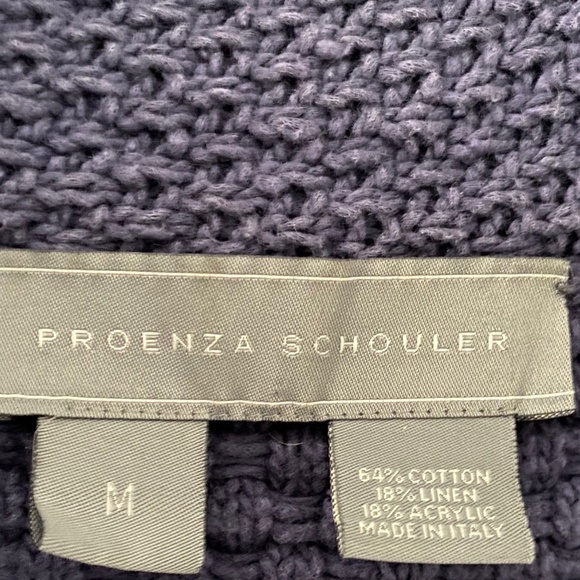 PROENZA SCHOULER
M
64% COTTON
18% LINEN
18% ACRYLIC
MADE IN ITALY